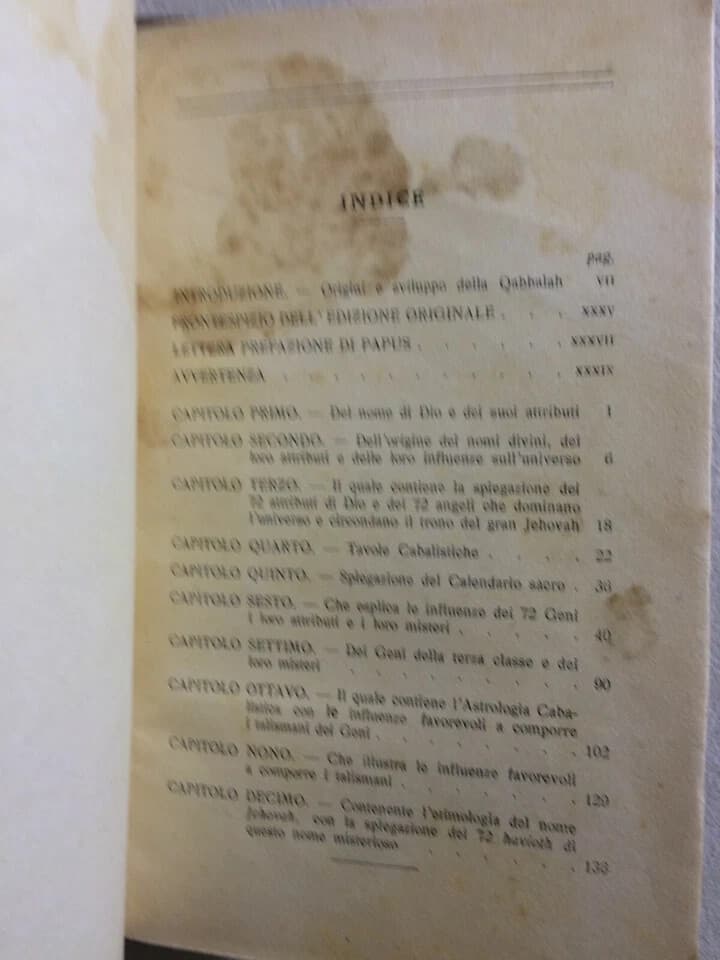 INDICE
pag.
INTRODUZIONE. — Origini e sviluppo della Qabbalah VII
FRONTESPIZIO DELL' EDIZIONE ORIGINALE . . . XXXV
LETTERA PREFAZIONE DI PAPUS . . . . . XXXVII
AVVERTENZA . . . . . . . . . XXXIX
CAPITOLO PRIMO. — Del nome di Dio e dei suoi attributi 1
CAPITOLO SECONDO. — Dell'origine dei nomi divini, dei
loro attributi e delle loro influenze sull'universo 6
CAPITOLO TERZO. — Il quale contiene la spiegazione dei
72 attributi di Dio e dei 72 angeli che dominano
l'universo e circondano il trono del gran Jehovah 18
CAPITOLO QUARTO. — Tavole Cabalistiche . . . . 22
CAPITOLO QUINTO. — Spiegazione del Calendario sacro . 36
CAPITOLO SESTO. — Che esplica le influenze dei 72 Geni
i loro attributi e i loro misteri . . . . . 40
CAPITOLO SETTIMO. — Dei Geni della terza classe e dei
loro misteri . . . . . . . . 90
CAPITOLO OTTAVO. — Il quale contiene l'Astrologia Caba-
listica con le influenze favorevoli a comporre
i talismani dei Geni . . . . . . . 102
CAPITOLO NONO. — Che illustra le influenze favorevoli
a comporre i talismani . . . . . . 129
CAPITOLO DECIMO. — Contenente l'etimologia del nome
Jehovah, con la spiegazione dei 72 havioth di
questo nome misterioso . . . . . .